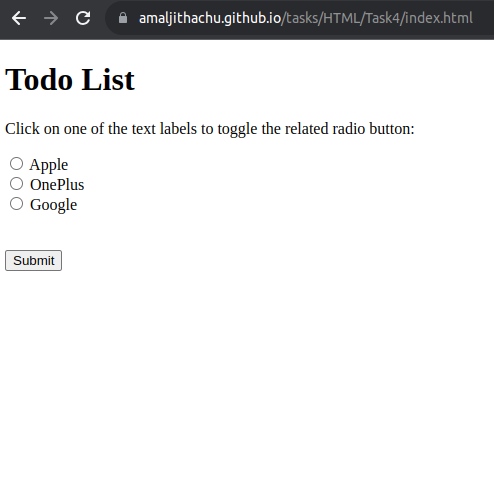 amaljithachu.github.io/tasks/HTML/Task4/index.html
Todo List
Click on one of the text labels to toggle the related radio button:
Apple
OnePlus
Google
Submit